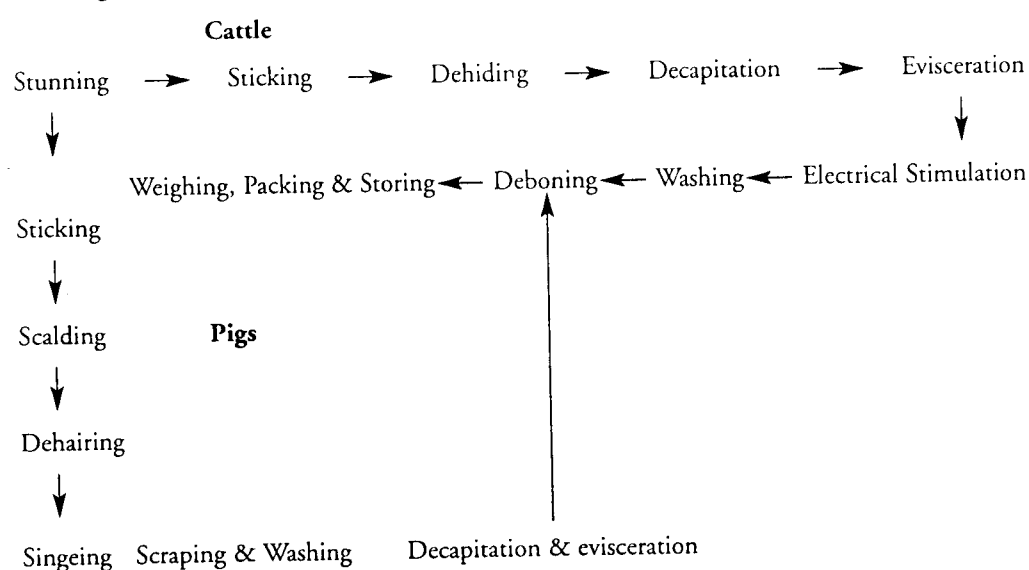 Cattle
Stunning Sticking Dehiding Decapitation Evisceration
Weighing, Packing & Storing Deboning Washing Electrical Stimulation
Sticking
Scalding Pigs
Dehairing
Singeing Scraping & Washing Decapitation & evisceration